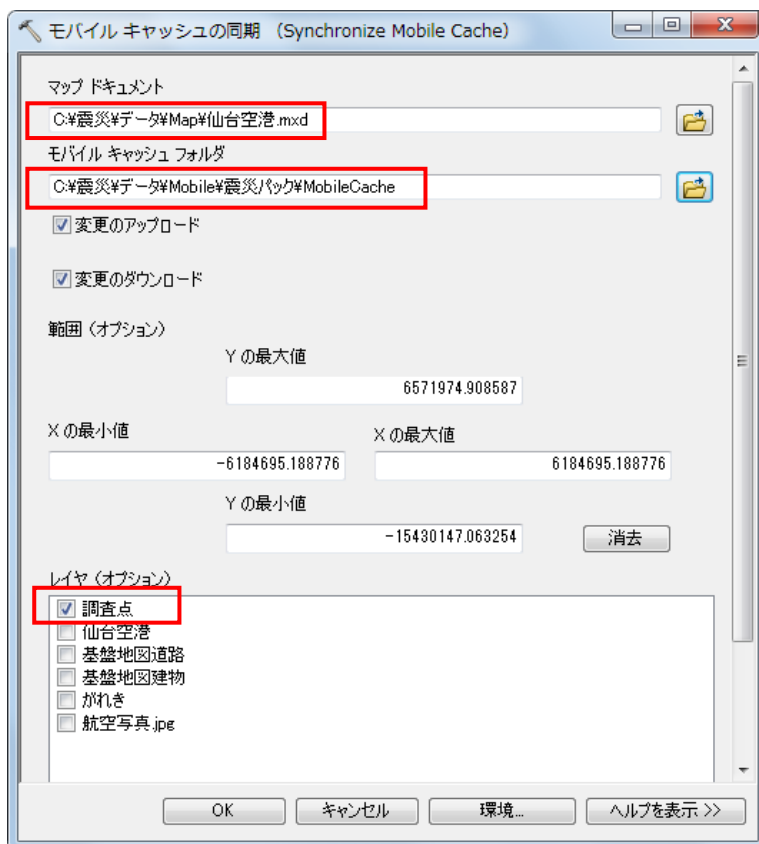 モバイル キャッシュの同期 （Synchronize Mobile Cache）
マップ ドキュメント
C:¥震災¥データ¥Map¥仙台空港.mxd
モバイル キャッシュ フォルダ
C:¥震災¥データ¥Mobile¥震災パック¥MobileCache
変更のアップロード
変更のダウンロード
範囲（オプション）
Y の最大値
6571974.908587
X の最小値
X の最大値
-6184695.188776
6184695.188776
Y の最小値
-15430147.063254
消去
レイヤ（オプション）
調査点
仙台空港
基盤地図道路
基盤地図建物
がれき
航空写真.jpg
OK
キャンセル
環境...
ヘルプを表示 >>